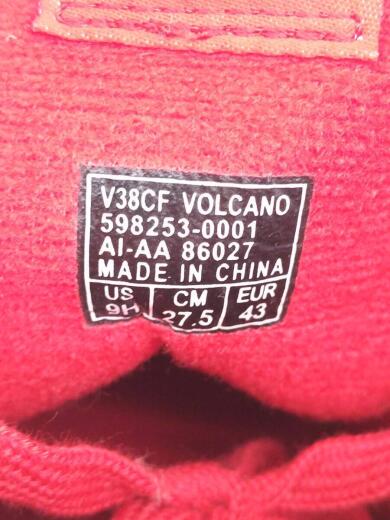 V38CF VOLCANO
598253-0001
AI-AA 86027
MADE IN CHINA
US CM EUR
9H 27.5 43